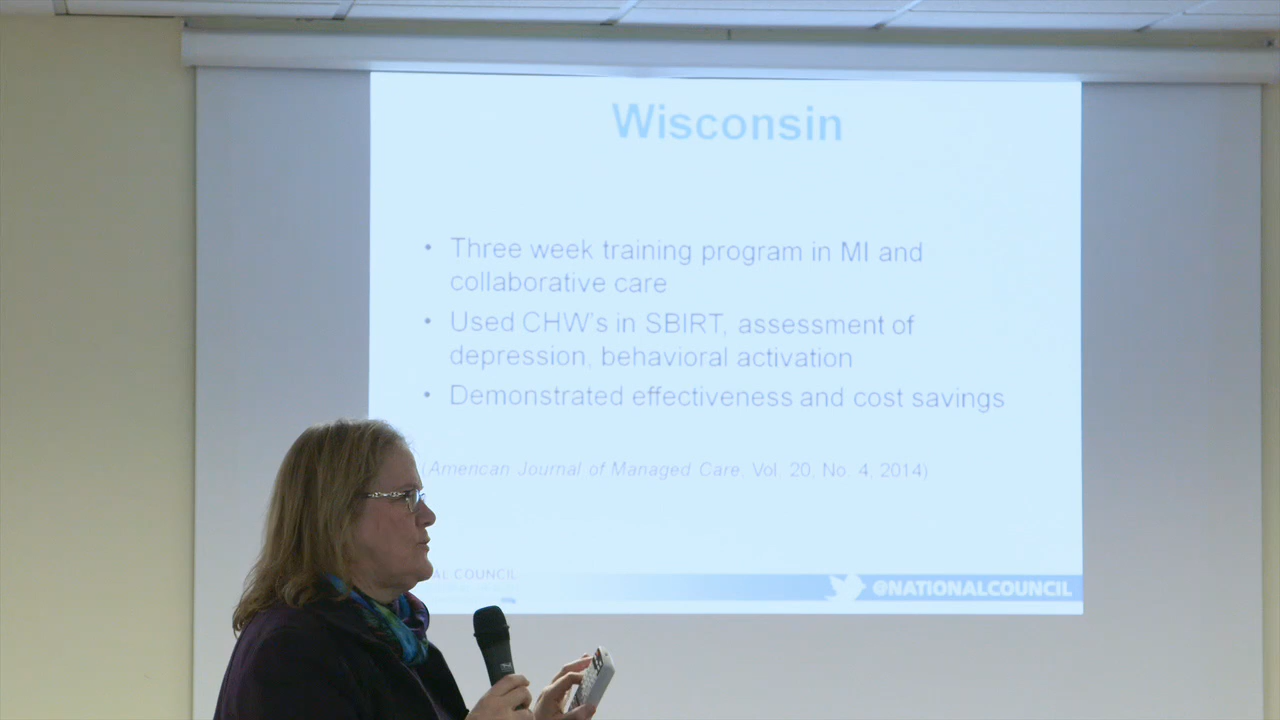 Wisconsin
• Three week training program in MI and
collaborative care
• Used CHW's in SBIRT, assessment of
depression, behavioral activation
• Demonstrated effectiveness and cost savings
(American Journal of Managed Care, Vol. 20, No. 4, 2014)
AL COUNCIL
@NATIONALCOUNCIL